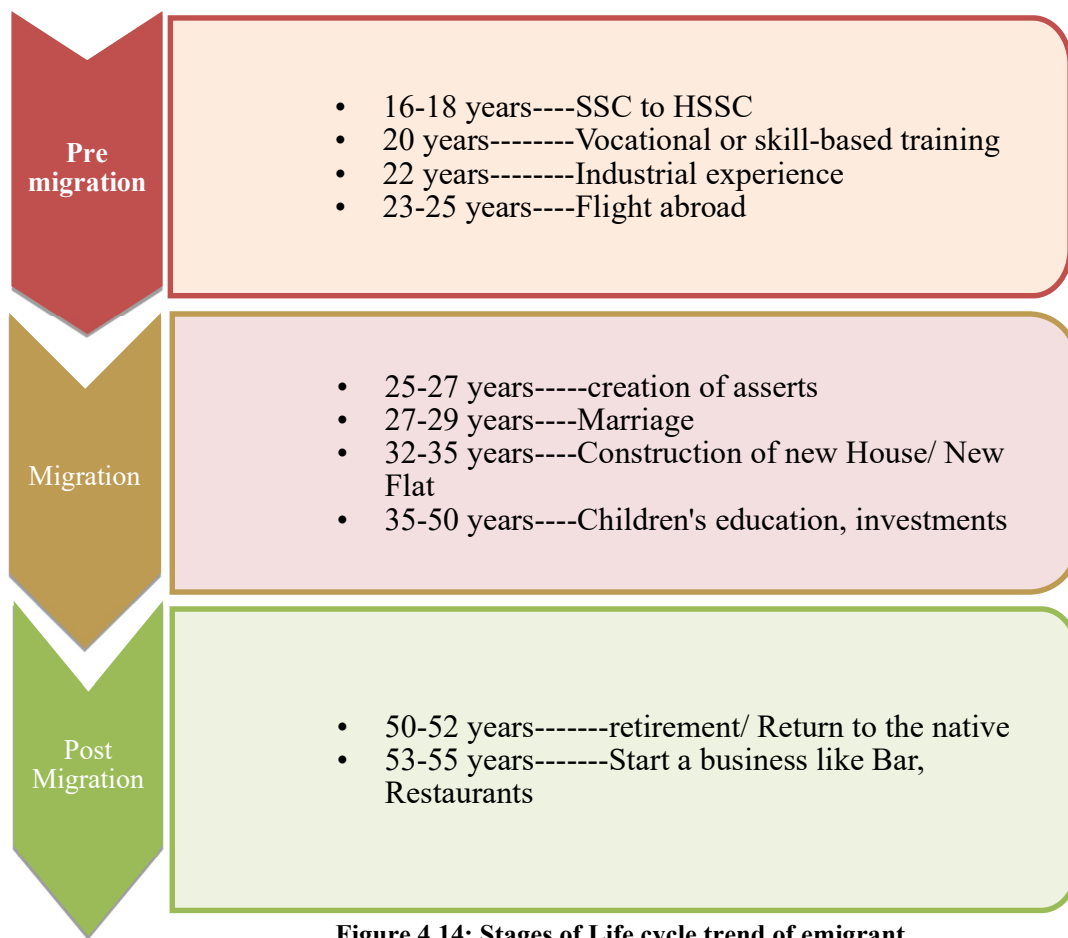 Pre
migration
• 16-18 years----SSC to HSSC
• 20 years--------Vocational or skill-based training
• 22 years--------Industrial experience
• 23-25 years----Flight abroad
Migration
• 25-27 years-----creation of asserts
• 27-29 years----Marriage
• 32-35 years----Construction of new House/ New
Flat
• 35-50 years----Children's education, investments
Post
Migration
• 50-52 years-------retirement/ Return to the native
• 53-55 years-------Start a business like Bar,
Restaurants
Figure 4.14: Stages of Life cycle trend of emigrant